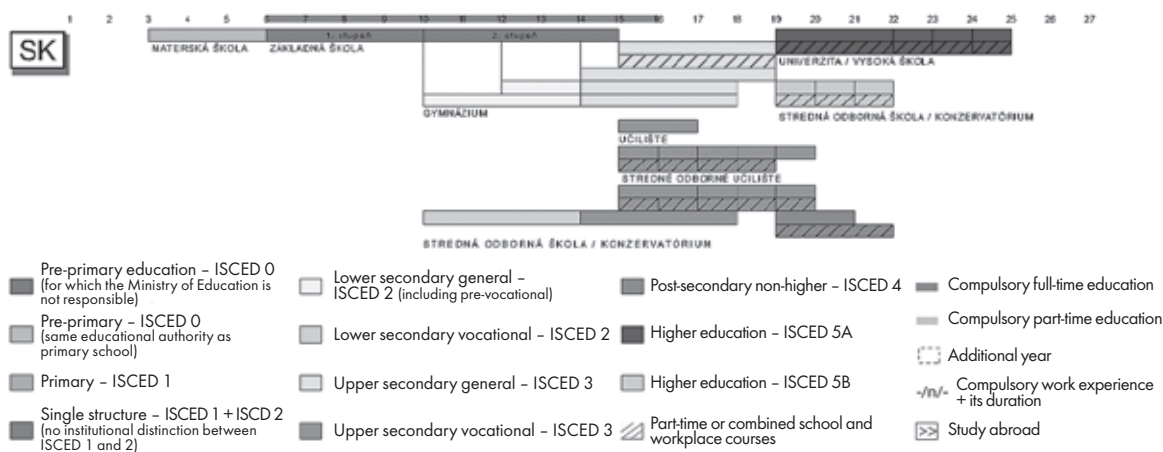 1 2 3 4 5 6 7 8 9 10 11 12 13 14 15 16 17 18 19 20 21 22 23 24 25 26 27
SK
1. stupeň 2. stupeň
MATERSKÁ ŠKOLA ZÁKLADNÁ ŠKOLA
UNIVERZITA / VYSOKÁ ŠKOLA
GYMNÁZIUM
STREDNÁ ODBORNÁ ŠKOLA / KONZERVATÓRIUM
UČILIŠTE
STREDNÉ ODBORNÉ UČILIŠTE
STREDNÁ ODBORNÁ ŠKOLA / KONZERVATÓRIUM
Pre-primary education – ISCED 0
(for which the Ministry of Education is
not responsible)
Pre-primary – ISCED 0
(same educational authority as
primary school)
Primary – ISCED 1
Single structure – ISCED 1 + ISCD 2
(no institutional distinction between
ISCED 1 and 2)
Lower secondary general –
ISCED 2 (including pre-vocational)
Lower secondary vocational – ISCED 2
Upper secondary general – ISCED 3
Upper secondary vocational – ISCED 3
Post-secondary non-higher – ISCED 4
Higher education – ISCED 5A
Higher education – ISCED 5B
Part-time or combined school and
workplace courses
Compulsory full-time education
Compulsory part-time education
Additional year
-/n/- Compulsory work experience
+ its duration
>> Study abroad